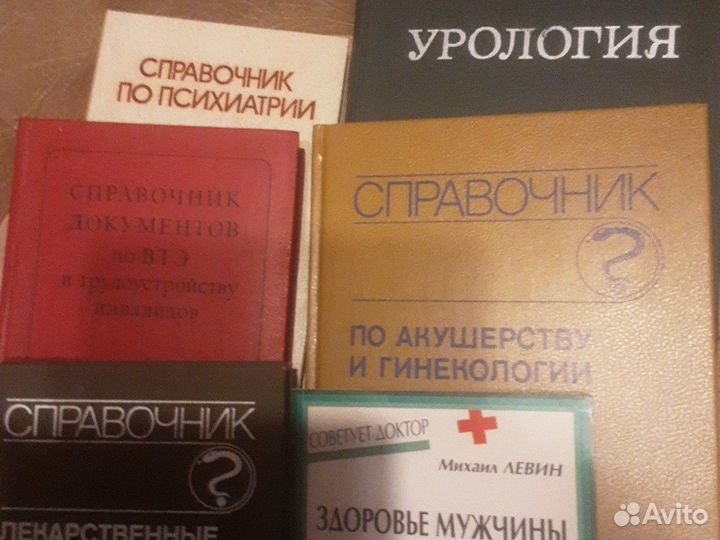 СПРАВОЧНИК
ПО ПСИХИАТРИИ
УРОЛОГИЯ
СПРАВОЧНИК
ДОКУМЕНТОВ
по ВТЭ
и трудоустройству
инвалидов
СПРАВОЧНИК
ПО АКУШЕРСТВУ
И ГИНЕКОЛОГИИ
СПРАВОЧНИК
ЛЕКАРСТВЕННЫЕ
СОВЕТУЕТ ДОКТОР
Михаил ЛЕВИН
ЗДОРОВЬЕ МУЖЧИНЫ
Avito